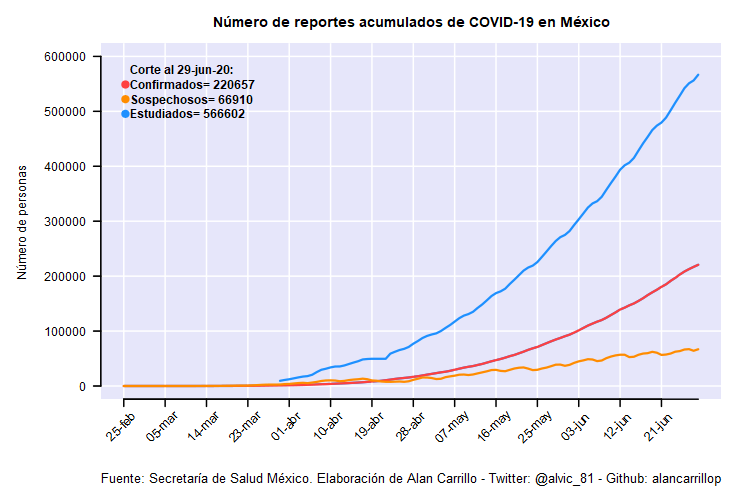 Número de reportes acumulados de COVID-19 en México
Corte al 29-jun-20:
Confirmados= 220657
Sospechosos= 66910
Estudiados= 566602
Número de personas
600000
500000
400000
300000
200000
100000
0
25-feb
05-mar
14-mar
23-mar
01-abr
10-abr
19-abr
28-abr
07-may
16-may
25-may
03-jun
12-jun
21-jun
Fuente: Secretaría de Salud México. Elaboración de Alan Carrillo - Twitter: @alvic_81 - Github: alancarrillop